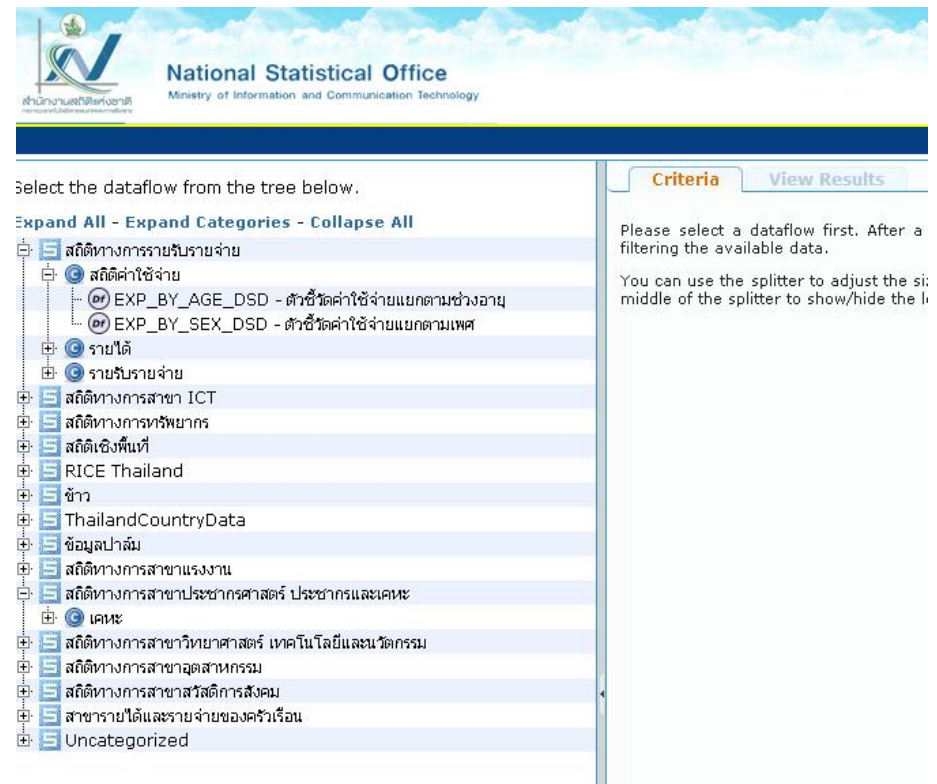 National Statistical Office
Ministry of Information and Communication Technology
สำนักงานสถิติแห่งชาติ
Select the dataflow from the tree below.
Expand All - Expand Categories - Collapse All
สถิติทางการรายรับรายจ่าย
สถิติค่าใช้จ่าย
EXP_BY_AGE_DSD - ตัวชี้วัดค่าใช้จ่ายแยกตามช่วงอายุ
EXP_BY_SEX_DSD - ตัวชี้วัดค่าใช้จ่ายแยกตามเพศ
รายได้
รายรับรายจ่าย
สถิติทางการสาขา ICT
สถิติทางการทรัพยากร
สถิติเชิงพื้นที่
RICE Thailand
ข้าว
ThailandCountryData
ข้อมูลปาล์ม
สถิติทางการสาขาแรงงาน
สถิติทางการสาขาประชากรศาสตร์ ประชากรและเคหะ
เคหะ
สถิติทางการสาขาวิทยาศาสตร์ เทคโนโลยีและนวัตกรรม
สถิติทางการสาขาอุตสาหกรรม
สถิติทางการสาขาสวัสดิการสังคม
สาขารายได้และรายจ่ายของครัวเรือน
Uncategorized
Criteria View Results
Please select a dataflow first. After a
filtering the available data.
You can use the splitter to adjust the si
middle of the splitter to show/hide the l